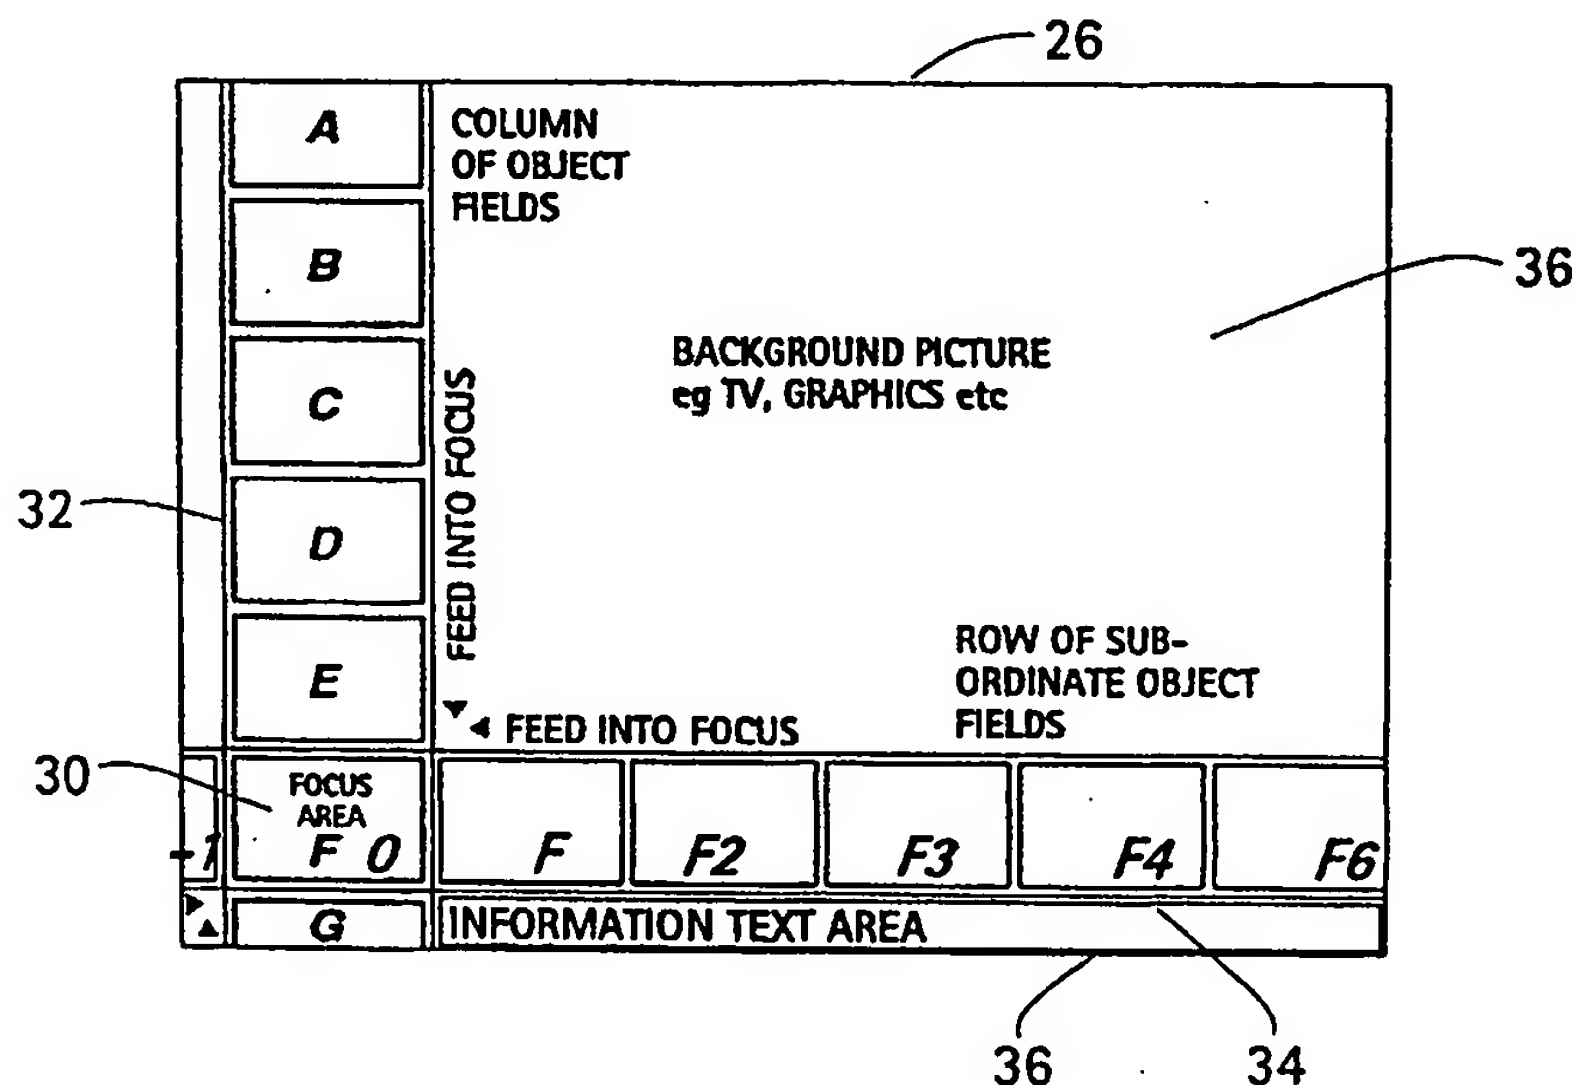 26
A
COLUMN
OF OBJECT
FIELDS
B
36
BACKGROUND PICTURE
eg TV, GRAPHICS etc
C
FEED INTO FOCUS
32
D
E
ROW OF SUB-
ORDINATE OBJECT
FIELDS
FEED INTO FOCUS
30
FOCUS
AREA
-1
F 0
F
F2
F3
F4
F6
G
INFORMATION TEXT AREA
36
34